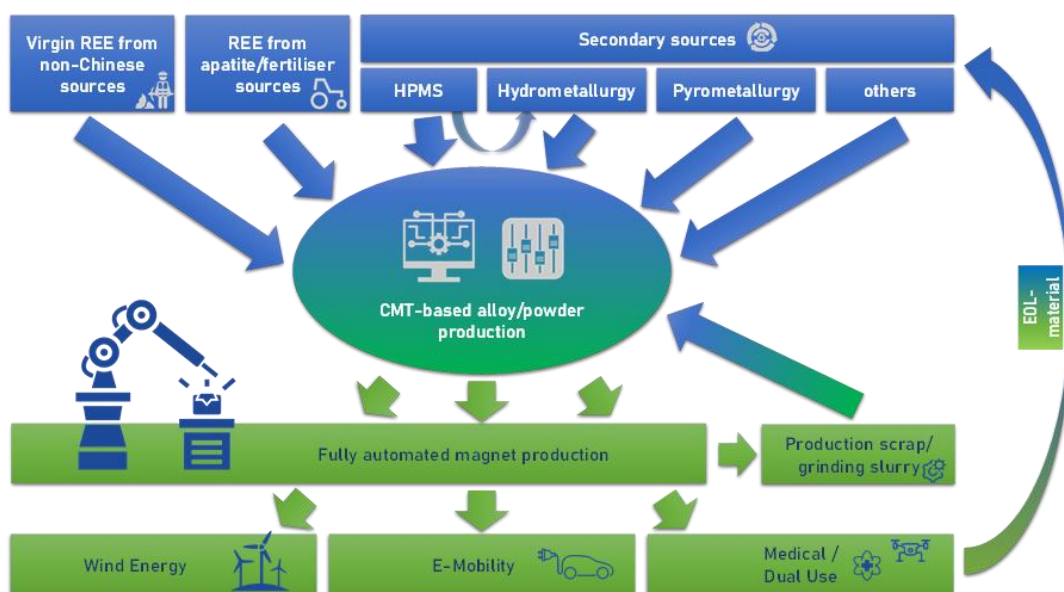 Virgin REE from
non-Chinese
sources
REE from
apatite/fertiliser
sources
Secondary sources
HPMS
Hydrometallurgy
Pyrometallurgy
others
CMT-based alloy/powder
production
EOL-
material
Fully automated magnet production
Production scrap/
grinding slurry
Wind Energy
E-Mobility
Medical /
Dual Use